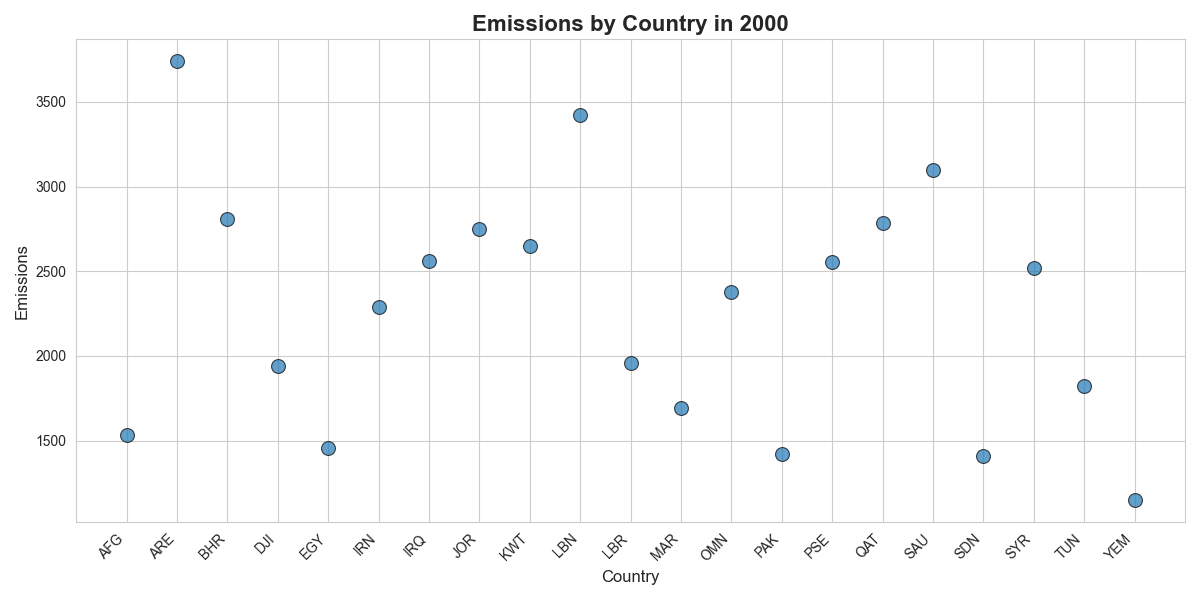 Emissions by Country in 2000
Emissions
3500
3000
2500
2000
1500
AFG
ARE
BHR
DJI
EGY
IRN
IRQ
JOR
KWT
LBN
LBR
MAR
OMN
PAK
PSE
QAT
SAU
SDN
SYR
TUN
YEM
Country